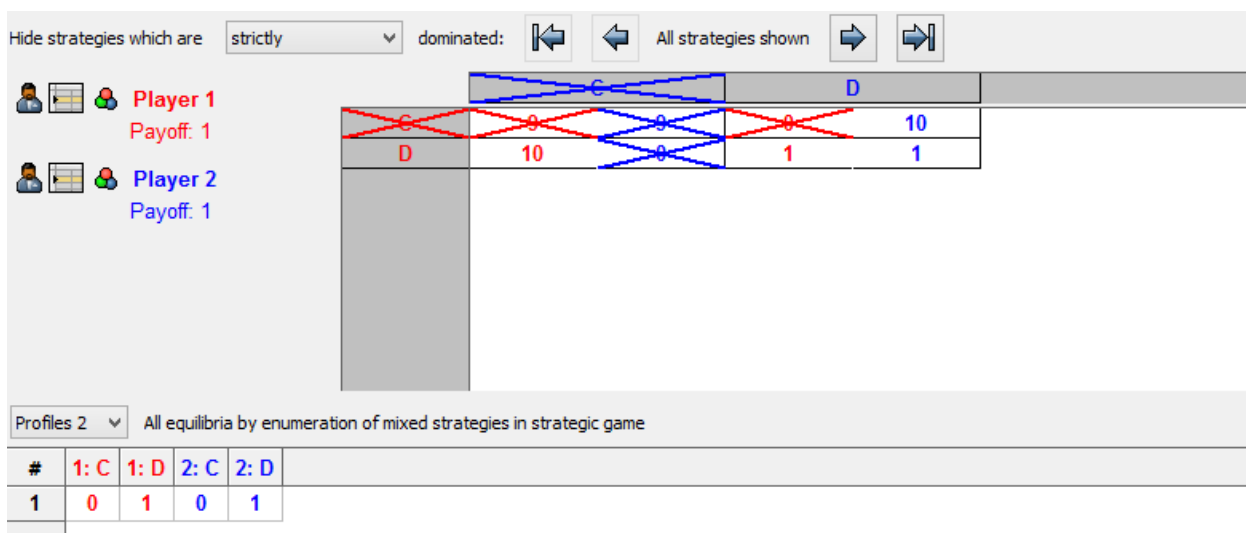 Hide strategies which are strictly dominated: All strategies shown
Player 1
Payoff: 1
Player 2
Payoff: 1
C D
C 9 9 0 10
D 10 0 1 1
Profiles 2 All equilibria by enumeration of mixed strategies in strategic game
# 1: C 1: D 2: C 2: D
1 0 1 0 1